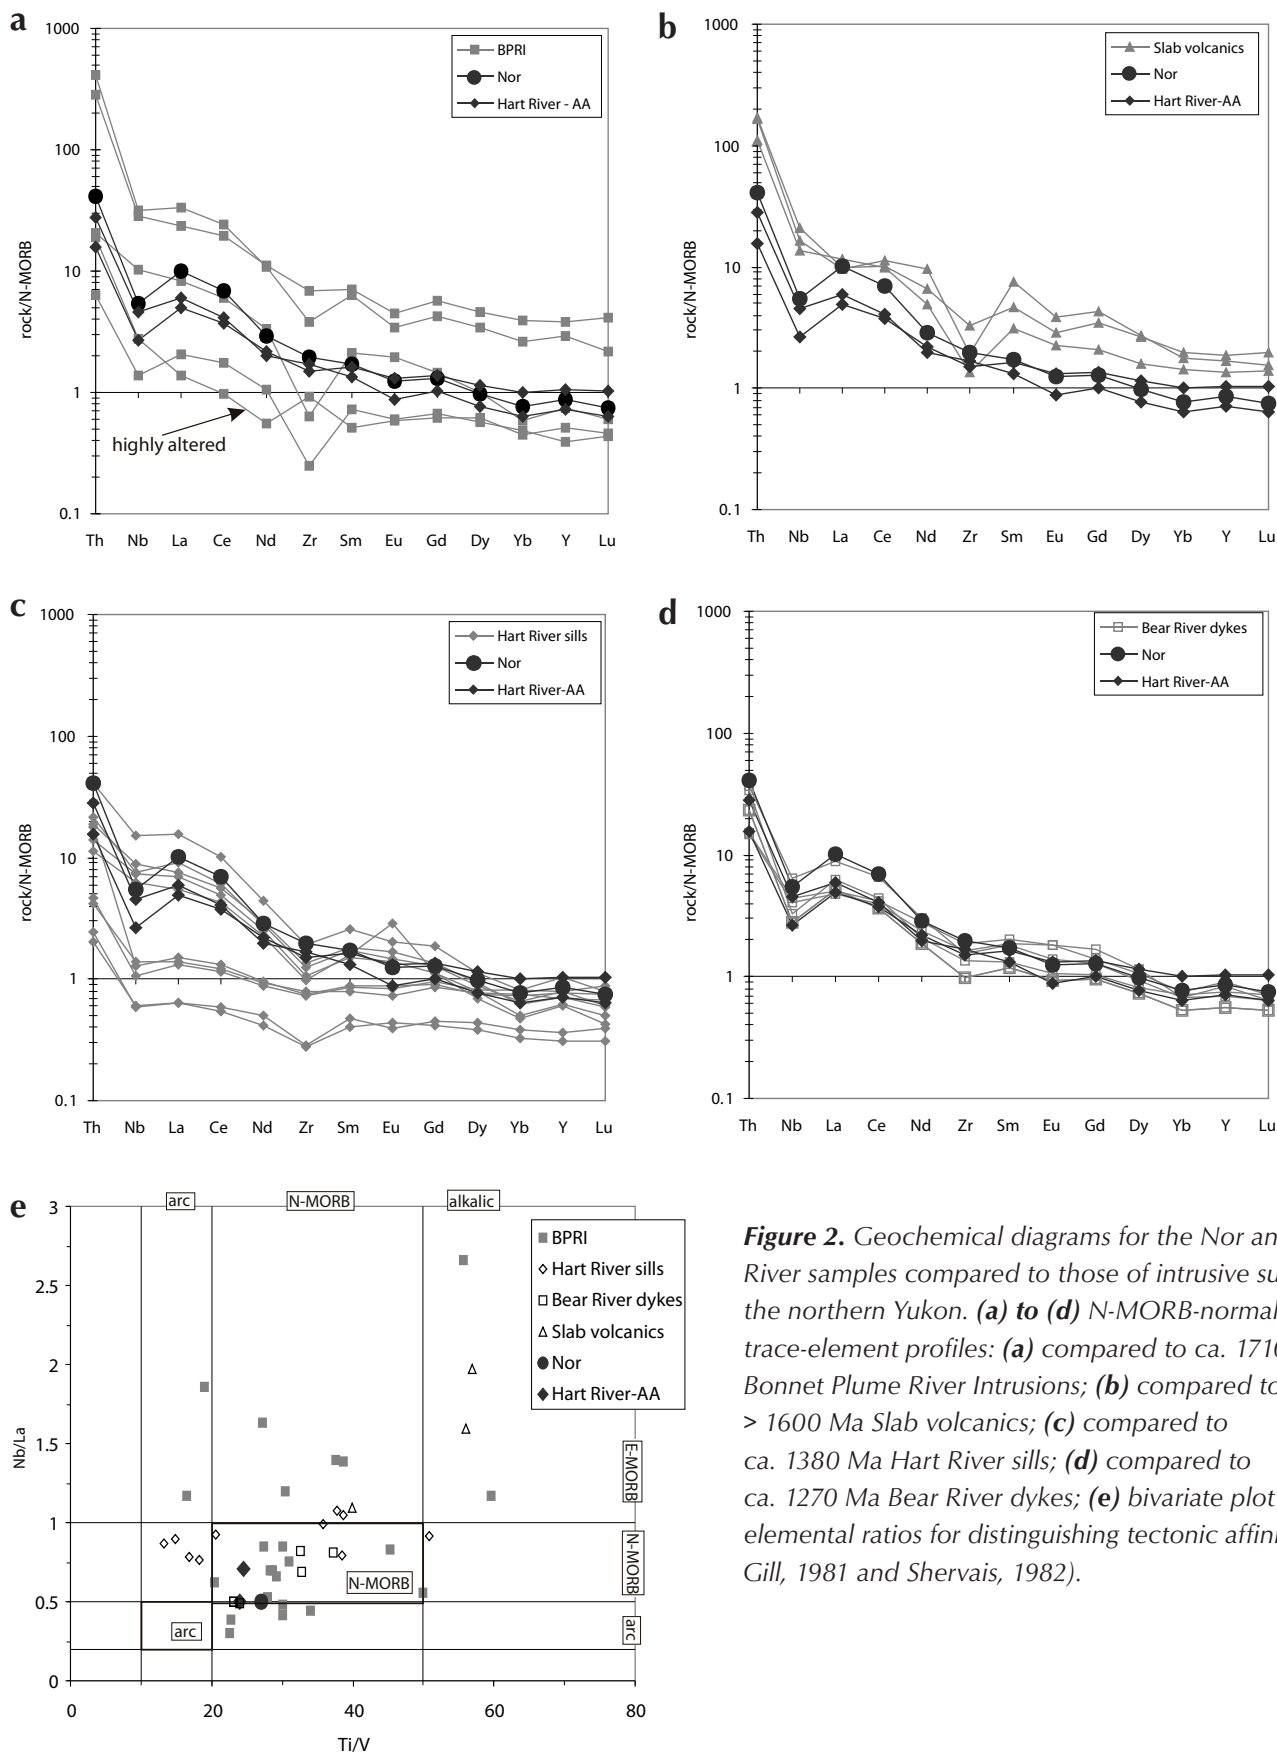 a
1000
100
10
1
0.1
rock/N-MORB
BPRI
Nor
Hart River - AA
highly altered
Th Nb La Ce Nd Zr Sm Eu Gd Dy Yb Y Lu
b
1000
100
10
1
0.1
rock/N-MORB
Slab volcanics
Nor
Hart River-AA
Th Nb La Ce Nd Zr Sm Eu Gd Dy Yb Y Lu
c
1000
100
10
1
0.1
rock/N-MORB
Hart River sills
Nor
Hart River-AA
Th Nb La Ce Nd Zr Sm Eu Gd Dy Yb Y Lu
d
1000
100
10
1
0.1
rock/N-MORB
Bear River dykes
Nor
Hart River-AA
Th Nb La Ce Nd Zr Sm Eu Gd Dy Yb Y Lu
e
arc N-MORB alkalic
3
2.5
2
1.5
1
0.5
0
Nb/La
BPRI
Hart River sills
Bear River dykes
Slab volcanics
Nor
Hart River-AA
E-MORB
N-MORB
arc
N-MORB
arc
0 20 40 60 80
Ti/V
Figure 2. Geochemical diagrams for the Nor an
River samples compared to those of intrusive su
the northern Yukon. (a) to (d) N-MORB-normal
trace-element profiles: (a) compared to ca. 1710
Bonnet Plume River Intrusions; (b) compared to
> 1600 Ma Slab volcanics; (c) compared to
ca. 1380 Ma Hart River sills; (d) compared to
ca. 1270 Ma Bear River dykes; (e) bivariate plot
elemental ratios for distinguishing tectonic affini
Gill, 1981 and Shervais, 1982).